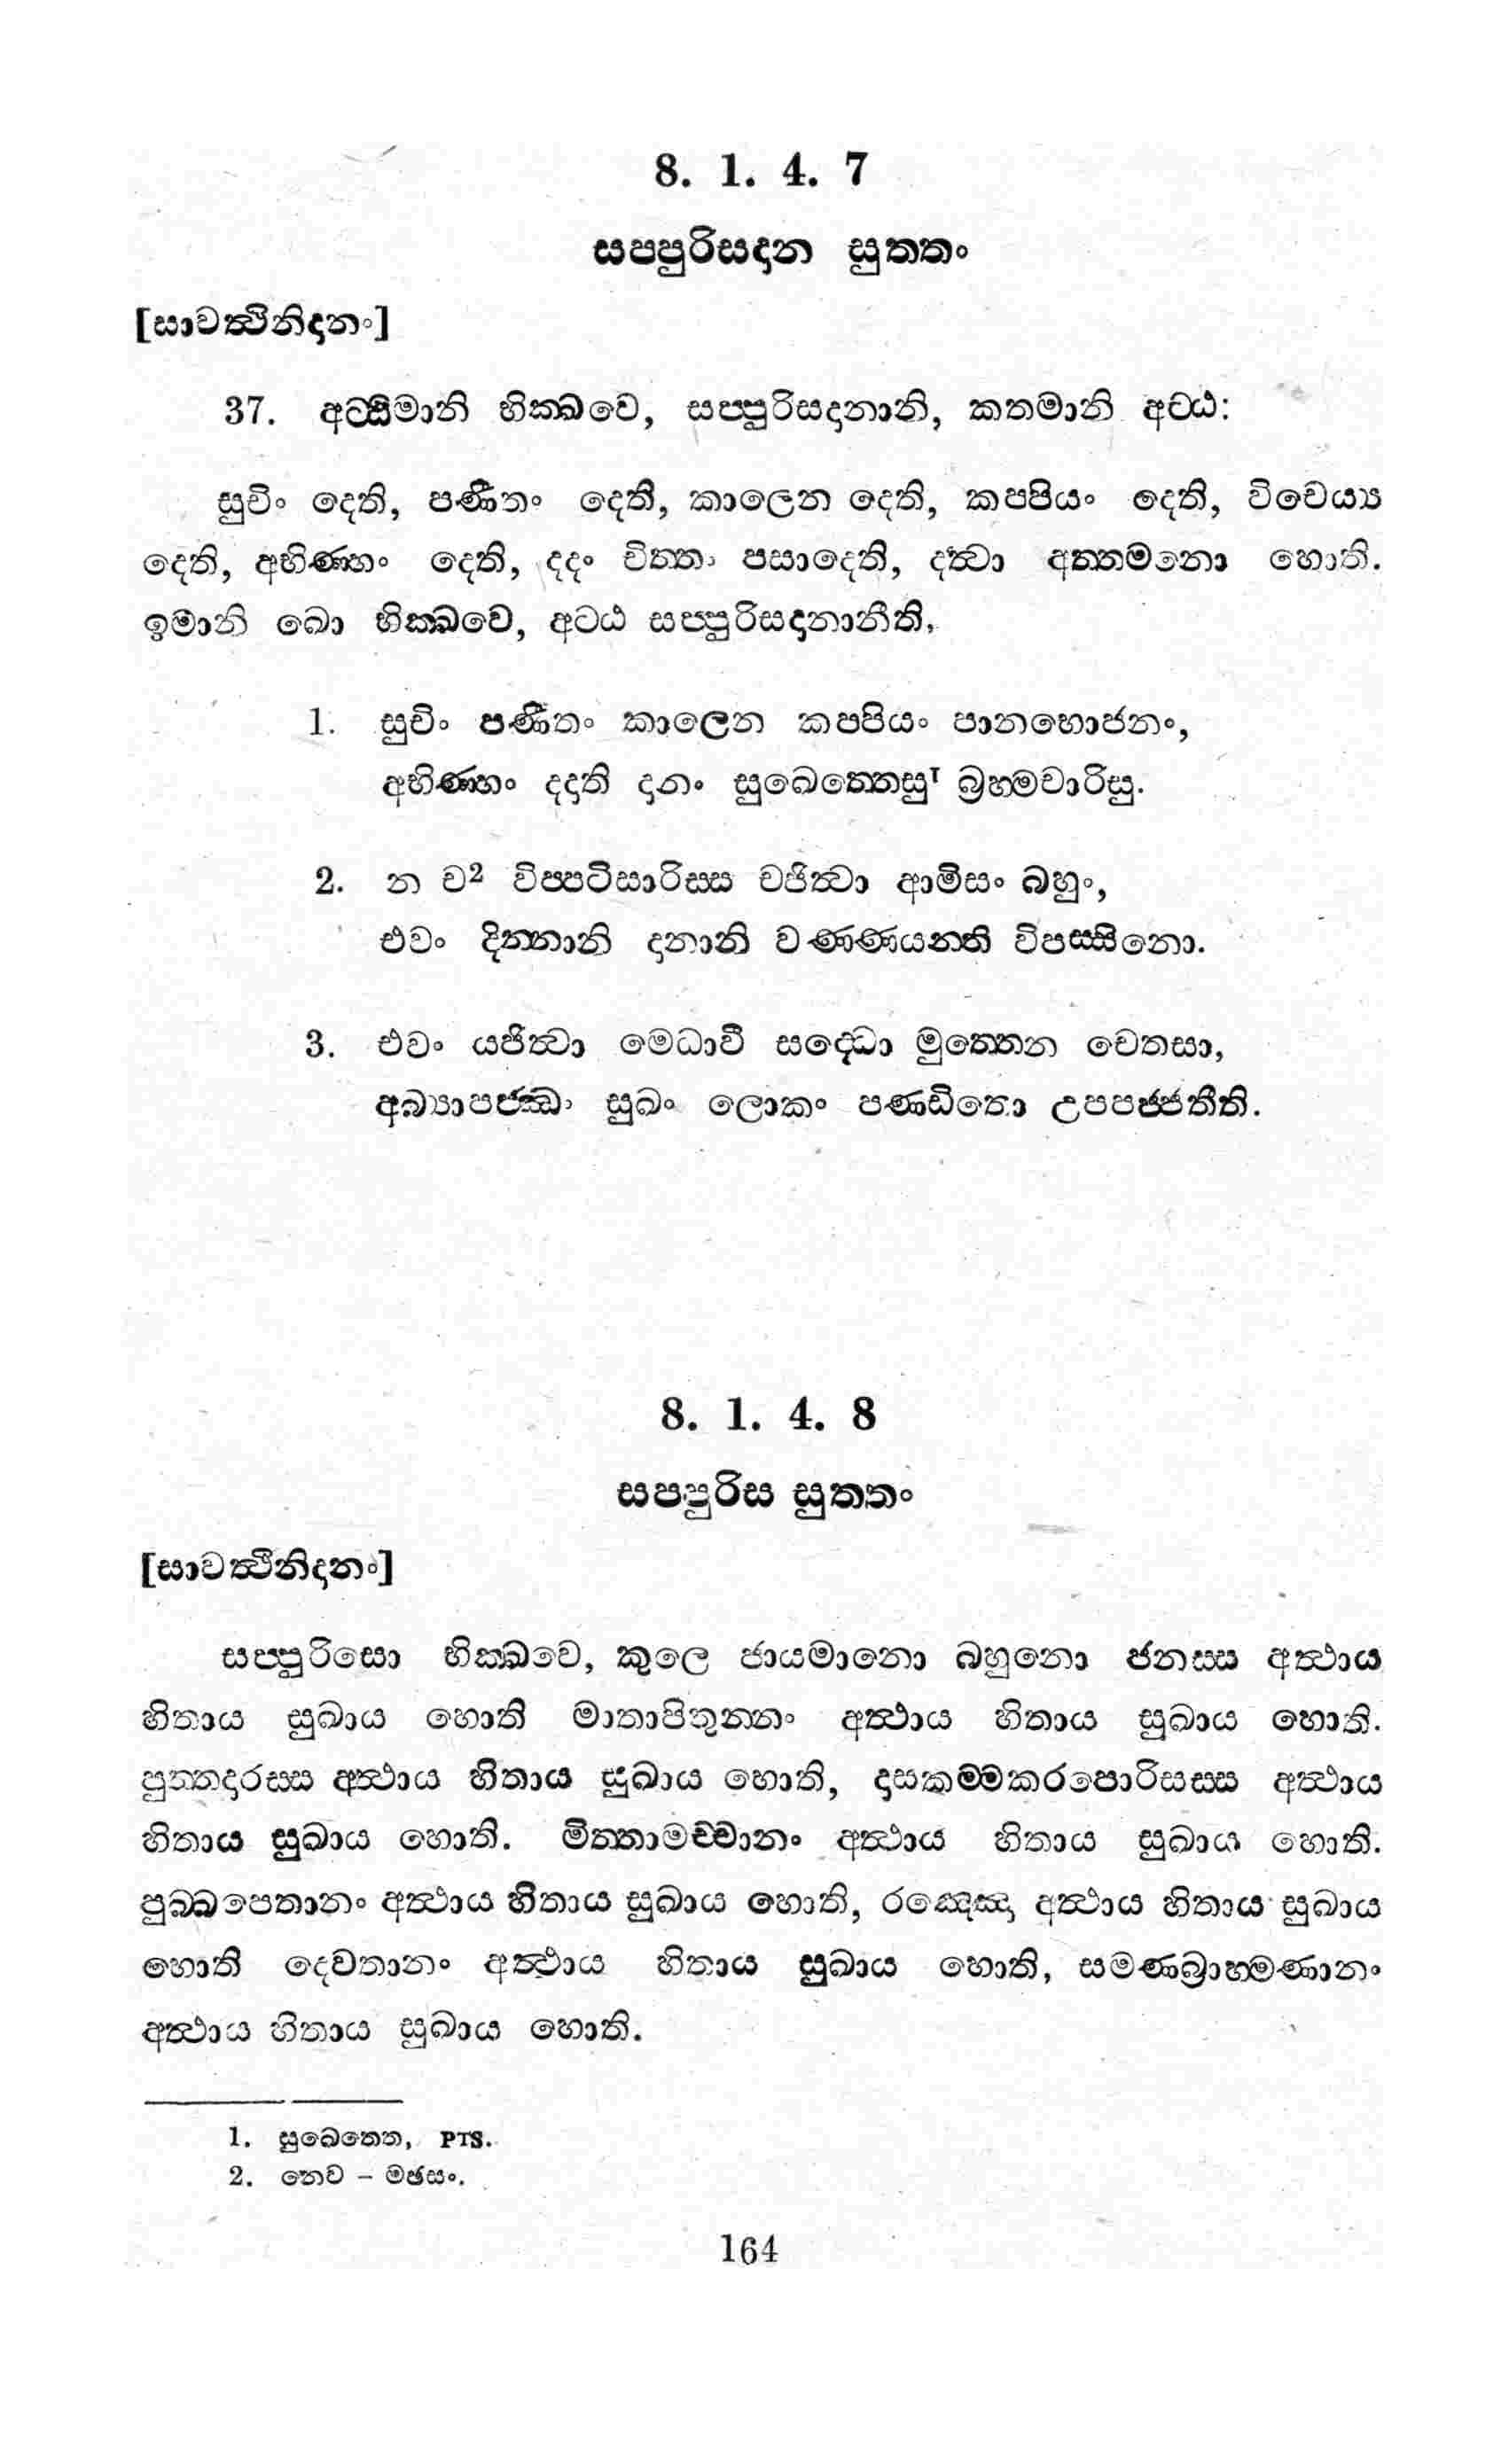 8. 1. 4. 7
සප්පුරිසදාන සුත්තං
[සාවත්ථිනිදානං]
37. අට්ඨිමානි භික්ඛවෙ, සප්පුරිසදානානි, කතමානි අට්ඨ:
සුචිං දෙති, පණීතං දෙති, කාලෙන දෙති, කප්පියං දෙති, විචෙය්‍ය
දෙති, අභිණ්හං දෙති, දදං චිත්තං පසාදෙති, දත්‍වා අත්තමනො හොති.
ඉමානි ඛො භික්ඛවෙ, අට්ඨ සප්පුරිසදානානීති,
1. සුචිං පණීතං කාලෙන කප්පියං පානභොජනං,
අභිණ්හං දදාති දානං සුඛෙත්තෙසු¹ බ්‍රහ්මචාරිසු.
2. න ච² විප්පටිසාරිස්ස චජිත්‍වා ආමිසං බහුං,
එවං දින්නානි දානානි වණ්ණයන්ති විපස්සිනො.
3. එවං යජිත්‍වා මෙධාවී සද්ධො මුත්තෙන චෙතසා,
අබ්‍යාපජ්ඣං සුඛං ලොකං පණ්ඩිතො උපපජ්ජතීති.
8. 1. 4. 8
සප්පුරිස සුත්තං
[සාවත්ථිනිදානං]
සප්පුරිසො භික්ඛවෙ, කුලෙ ජායමානො බහුනො ජනස්ස අත්ථාය
හිතාය සුඛාය හොති මාතාපිතුන්නං අත්ථාය හිතාය සුඛාය හොති.
පුත්තදාරස්ස අත්ථාය හිතාය සුඛාය හොති, දාසකම්මකරපොරිසස්ස අත්ථාය
හිතාය සුඛාය හොති. මිත්තාමච්චානං අත්ථාය හිතාය සුඛාය හොති.
පුබ්බපෙතානං අත්ථාය හිතාය සුඛාය හොති, රඤ්ඤො අත්ථාය හිතාය සුඛාය
හොති දෙවතානං අත්ථාය හිතාය සුඛාය හොති, සමණබ්‍රාහ්මණානං
අත්ථාය හිතාය සුඛාය හොති.
1. සුඛෙත්තෙ, PTS.
2. නෙව – මඡසං.
164